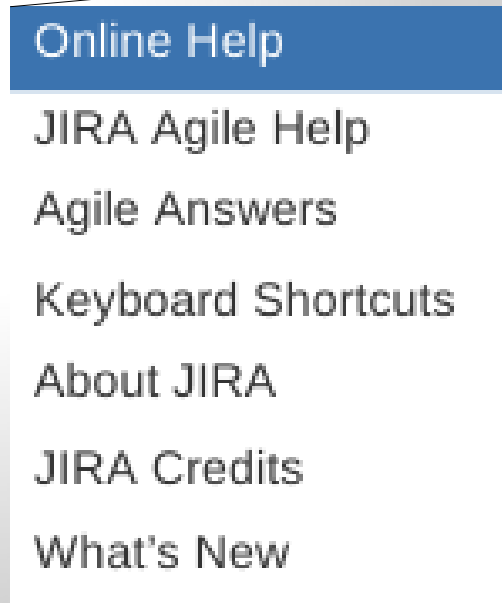 Online Help
JIRA Agile Help
Agile Answers
Keyboard Shortcuts
About JIRA
JIRA Credits
What's New